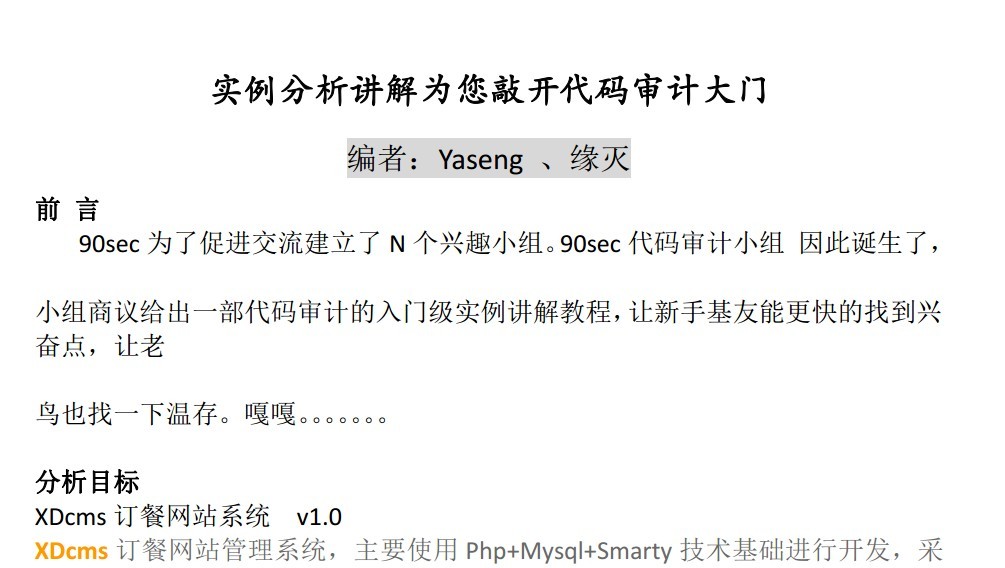 实例分析讲解为您敲开代码审计大门
编者：Yaseng 、缘灭
前 言
90sec 为了促进交流建立了 N 个兴趣小组。90sec 代码审计小组 因此诞生了，
小组商议给出一部代码审计的入门级实例讲解教程，让新手基友能更快的找到兴
奋点，让老
鸟也找一下温存。嘎嘎。。。。。。。
分析目标
XDcms 订餐网站系统 v1.0
XDcms 订餐网站管理系统，主要使用 Php+Mysql+Smarty 技术基础进行开发，采